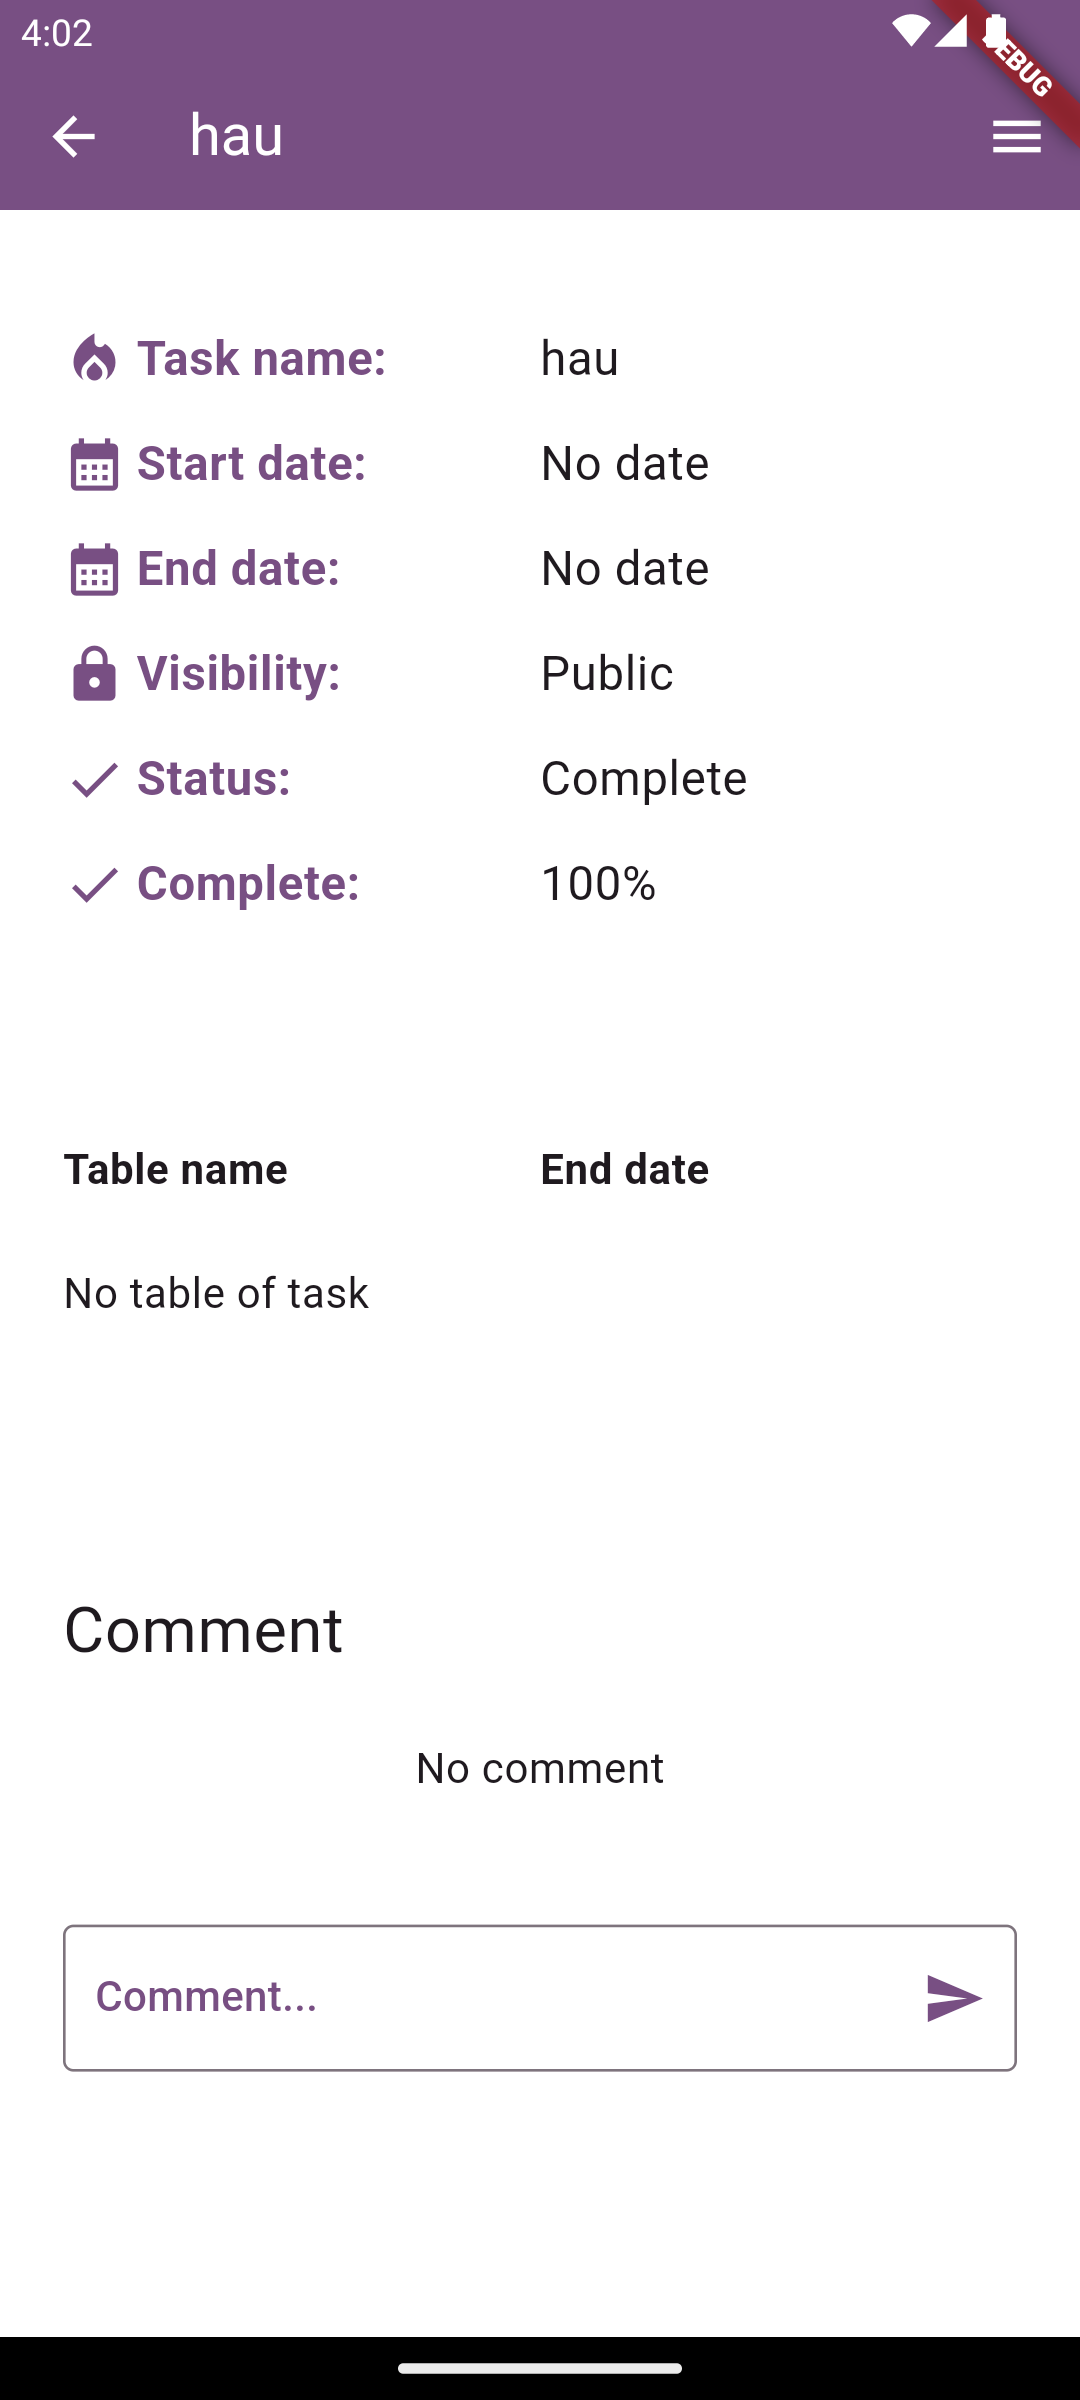 4:02
hau
Task name: hau
Start date: No date
End date: No date
Visibility: Public
Status: Complete
Complete: 100%
Table name End date
No table of task
Comment
No comment
Comment...